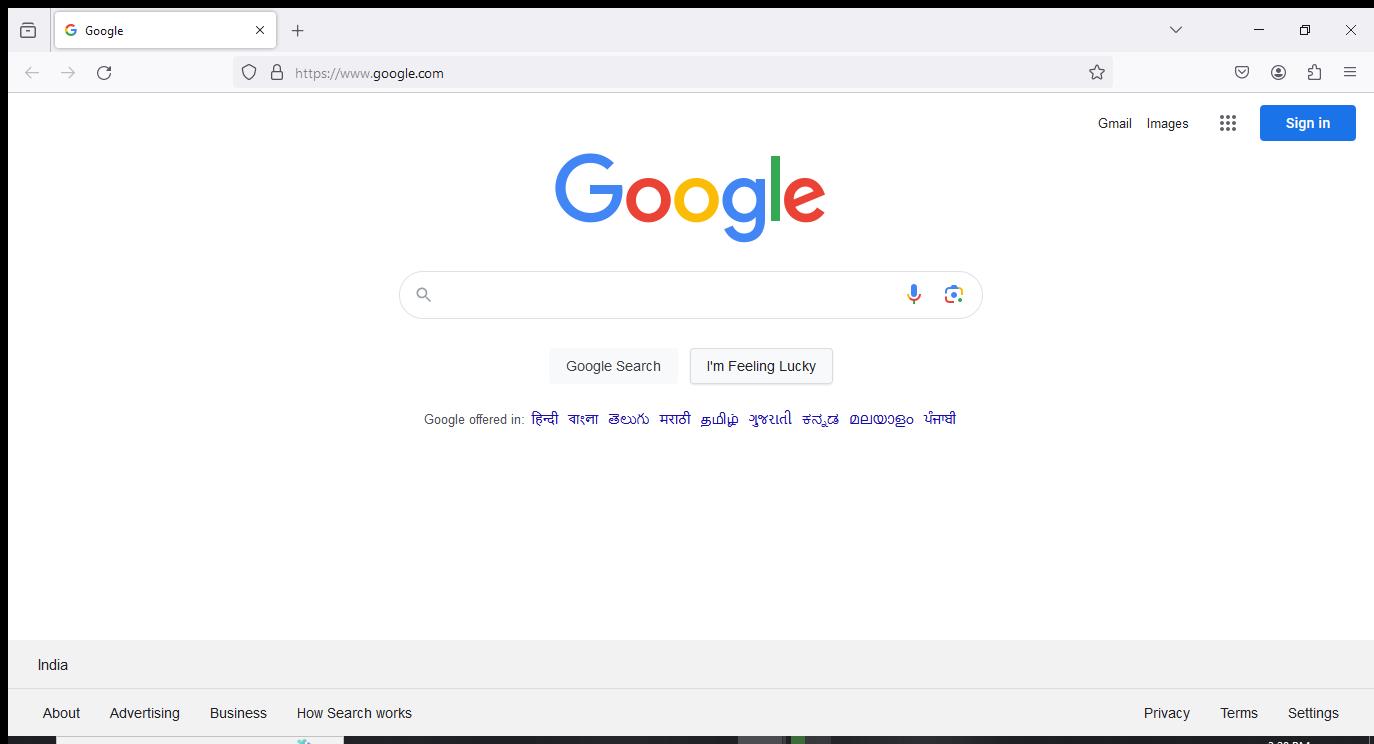 Google
https://www.google.com
Gmail Images Sign in
Google
Google Search I'm Feeling Lucky
Google offered in: हिन्दी বাংলা తెలుగు मराठी தமிழ் ગુજરાતી ಕನ್ನಡ മലയാളം ਪੰਜਾਬੀ
India
About Advertising Business How Search works Privacy Terms Settings